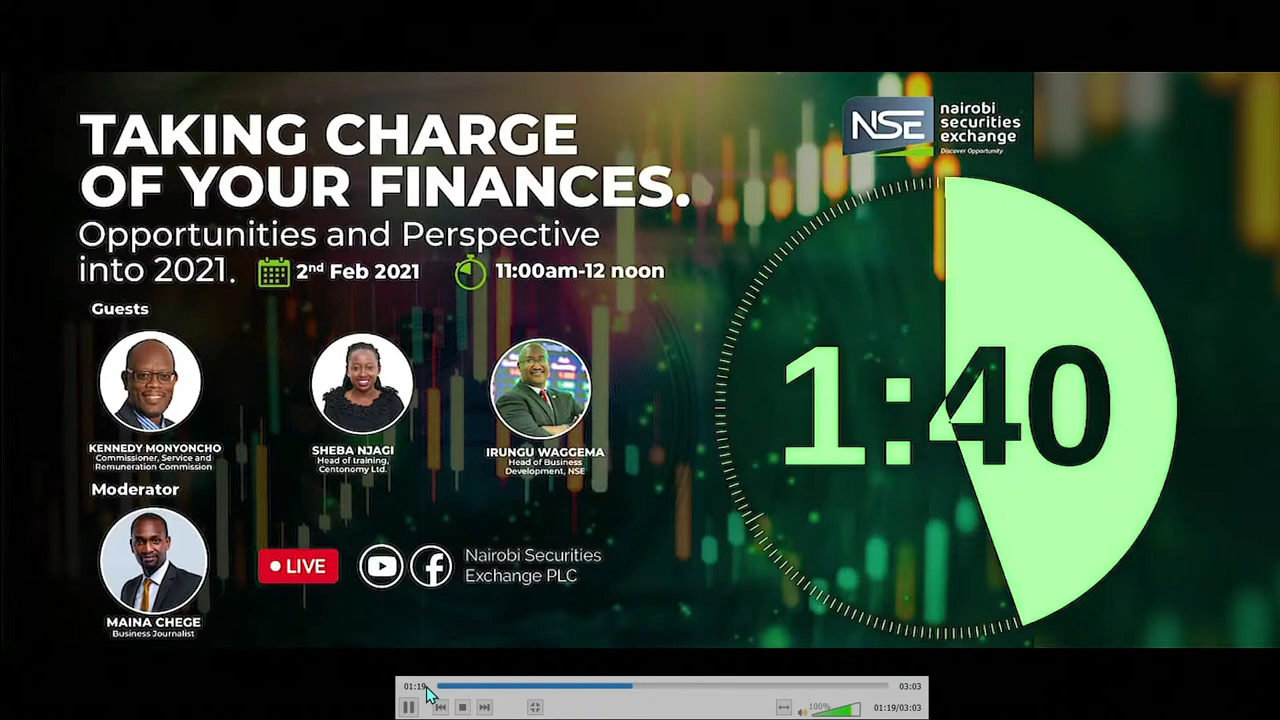 TAKING CHARGE
OF YOUR FINANCES.
Opportunities and Perspective
into 2021.
2nd Feb 2021
11:00am-12 noon
NSE
nairobi
securities
exchange
Discover Opportunity
1:40
Guests
KENNEDY MONYONCHO
Commissioner, Service and
Remuneration Commission
SHEBA NJAGI
Head of training,
Centonomy Ltd.
IRUNGU WAGGEMA
Head of Business
Development, NSE
Moderator
MAINA CHEGE
Business Journalist
LIVE
Nairobi Securities
Exchange PLC
01:19
03:03
100%
01:19/03:03